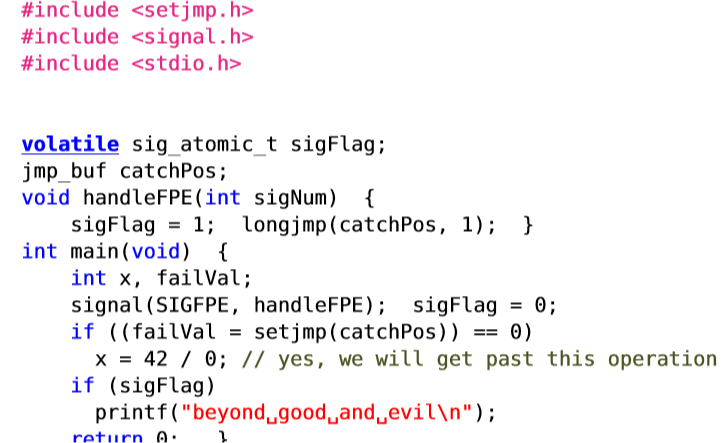 #include <setjmp.h>
#include <signal.h>
#include <stdio.h>
volatile sig_atomic_t sigFlag;
jmp_buf catchPos;
void handleFPE(int sigNum)  {
    sigFlag = 1;  longjmp(catchPos, 1);  }
int main(void)  {
    int x, failVal;
    signal(SIGFPE, handleFPE);  sigFlag = 0;
    if ((failVal = setjmp(catchPos)) == 0)
      x = 42 / 0; // yes, we will get past this operation
    if (sigFlag)
      printf("beyond␣good␣and␣evil\n");
    return 0;   }